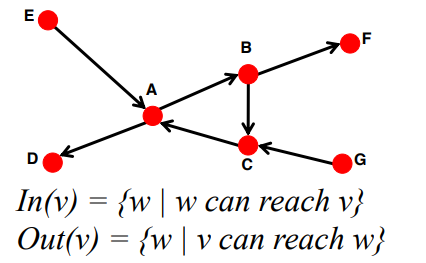 E
F
B
A
D
C
G
In(v) = {w | w can reach v}
Out(v) = {w | v can reach w}